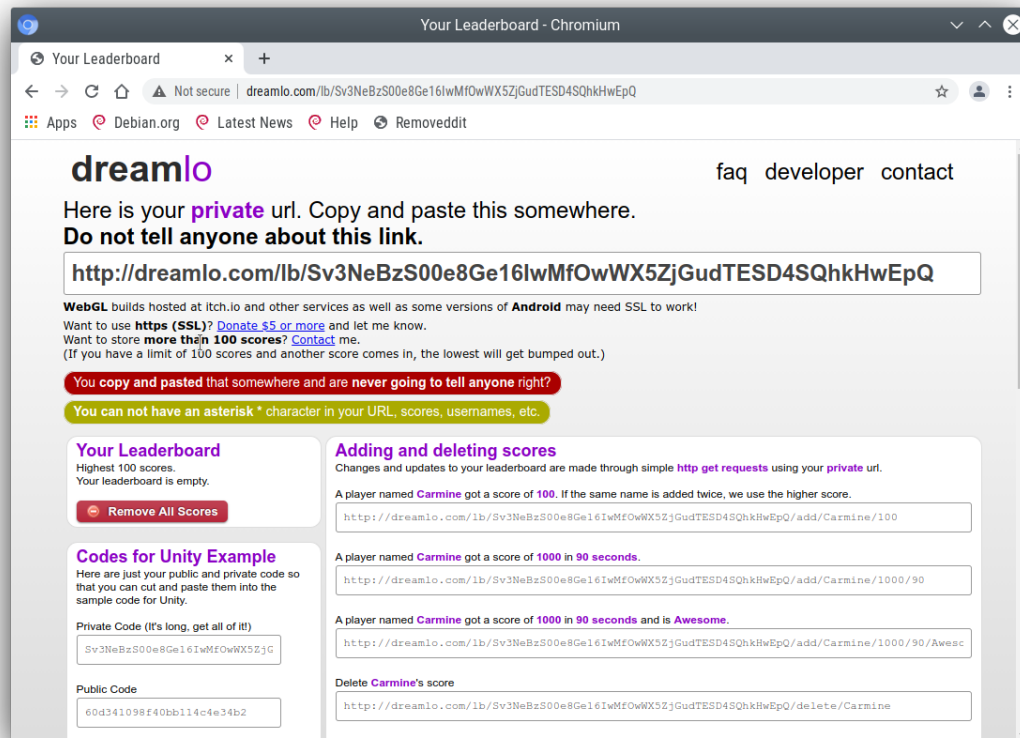 Your Leaderboard - Chromium
Your Leaderboard
Not secure | dreamlo.com/lb/Sv3NeBzS00e8Ge16IwMfOwWX5ZjGudTESD4SQhkHwEpQ
Apps Debian.org Latest News Help Removeddit
dreamlo
faq developer contact
Here is your private url. Copy and paste this somewhere.
Do not tell anyone about this link.
http://dreamlo.com/lb/Sv3NeBzS00e8Ge16IwMfOwWX5ZjGudTESD4SQhkHwEpQ
WebGL builds hosted at itch.io and other services as well as some versions of Android may need SSL to work!
Want to use https (SSL)? Donate $5 or more and let me know.
Want to store more than 100 scores? Contact me.
(If you have a limit of 100 scores and another score comes in, the lowest will get bumped out.)
You copy and pasted that somewhere and are never going to tell anyone right?
You can not have an asterisk * character in your URL, scores, usernames, etc.
Your Leaderboard
Highest 100 scores.
Your leaderboard is empty.
Remove All Scores
Codes for Unity Example
Here are just your public and private code so
that you can cut and paste them into the
sample code for Unity.
Private Code (It's long, get all of it!)
Sv3NeBzS00e8Ge16IwMfOwWX5ZjG
Public Code
60d341098f40bb114c4e34b2
Adding and deleting scores
Changes and updates to your leaderboard are made through simple http get requests using your private url.
A player named Carmine got a score of 100. If the same name is added twice, we use the higher score.
http://dreamlo.com/lb/Sv3NeBzS00e8Ge16IwMfOwWX5ZjGudTESD4SQhkHwEpQ/add/Carmine/100
A player named Carmine got a score of 1000 in 90 seconds.
http://dreamlo.com/lb/Sv3NeBzS00e8Ge16IwMfOwWX5ZjGudTESD4SQhkHwEpQ/add/Carmine/1000/90
A player named Carmine got a score of 1000 in 90 seconds and is Awesome.
http://dreamlo.com/lb/Sv3NeBzS00e8Ge16IwMfOwWX5ZjGudTESD4SQhkHwEpQ/add/Carmine/1000/90/Awesc
Delete Carmine's score
http://dreamlo.com/lb/Sv3NeBzS00e8Ge16IwMfOwWX5ZjGudTESD4SQhkHwEpQ/delete/Carmine